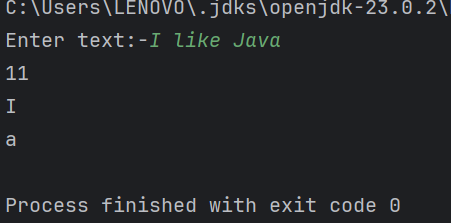 C:\Users\LENOVO\.jdks\openjdk-23.0.2\
Enter text:-I like Java
11
I
a
Process finished with exit code 0